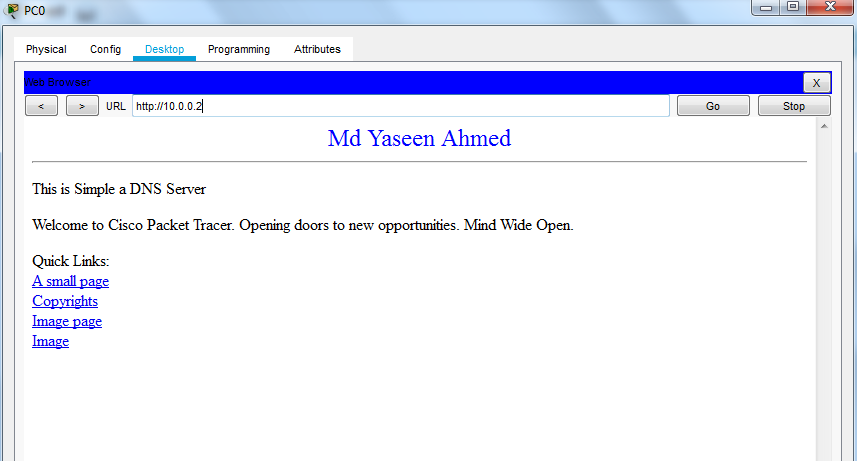 PC0
Physical Config Desktop Programming Attributes
Web Browser X
< > URL http://10.0.0.2 Go Stop
Md Yaseen Ahmed
This is Simple a DNS Server
Welcome to Cisco Packet Tracer. Opening doors to new opportunities. Mind Wide Open.
Quick Links:
A small page
Copyrights
Image page
Image